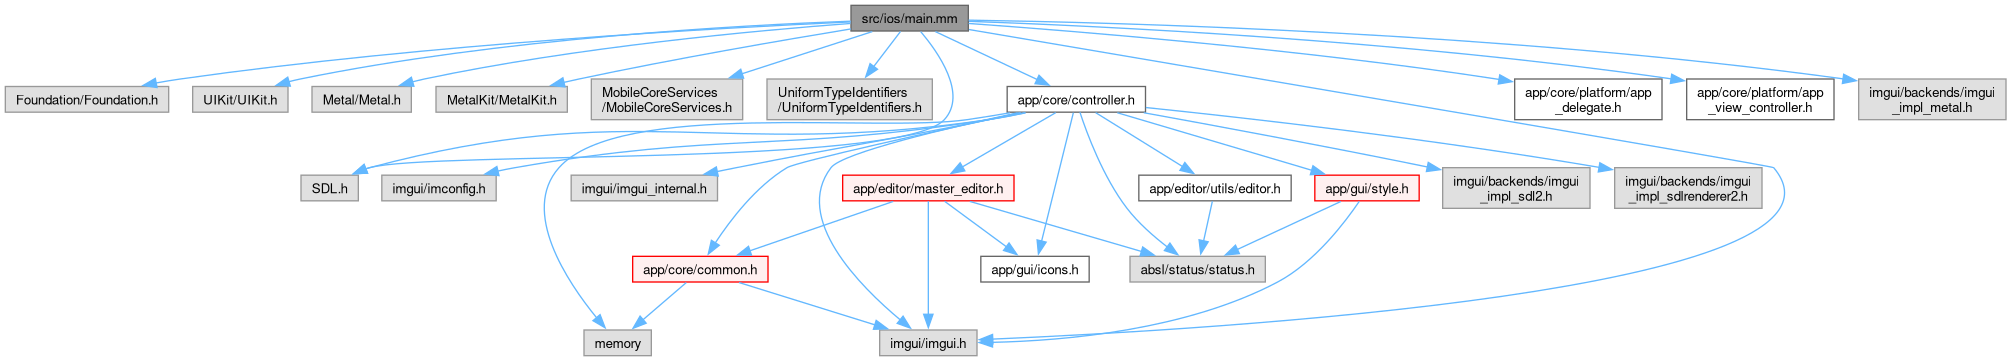 src/ios/main.mm
Foundation/Foundation.h
UIKit/UIKit.h
Metal/Metal.h
MetalKit/MetalKit.h
MobileCoreServices
/MobileCoreServices.h
UniformTypeIdentifiers
/UniformTypeIdentifiers.h
app/core/controller.h
app/core/platform/app
_delegate.h
app/core/platform/app
_view_controller.h
imgui/backends/imgui
_impl_metal.h
SDL.h
imgui/imconfig.h
imgui/imgui_internal.h
app/editor/master_editor.h
app/editor/utils/editor.h
app/gui/style.h
imgui/backends/imgui
_impl_sdl2.h
imgui/backends/imgui
_impl_sdlrenderer2.h
app/core/common.h
app/gui/icons.h
absl/status/status.h
memory
imgui/imgui.h